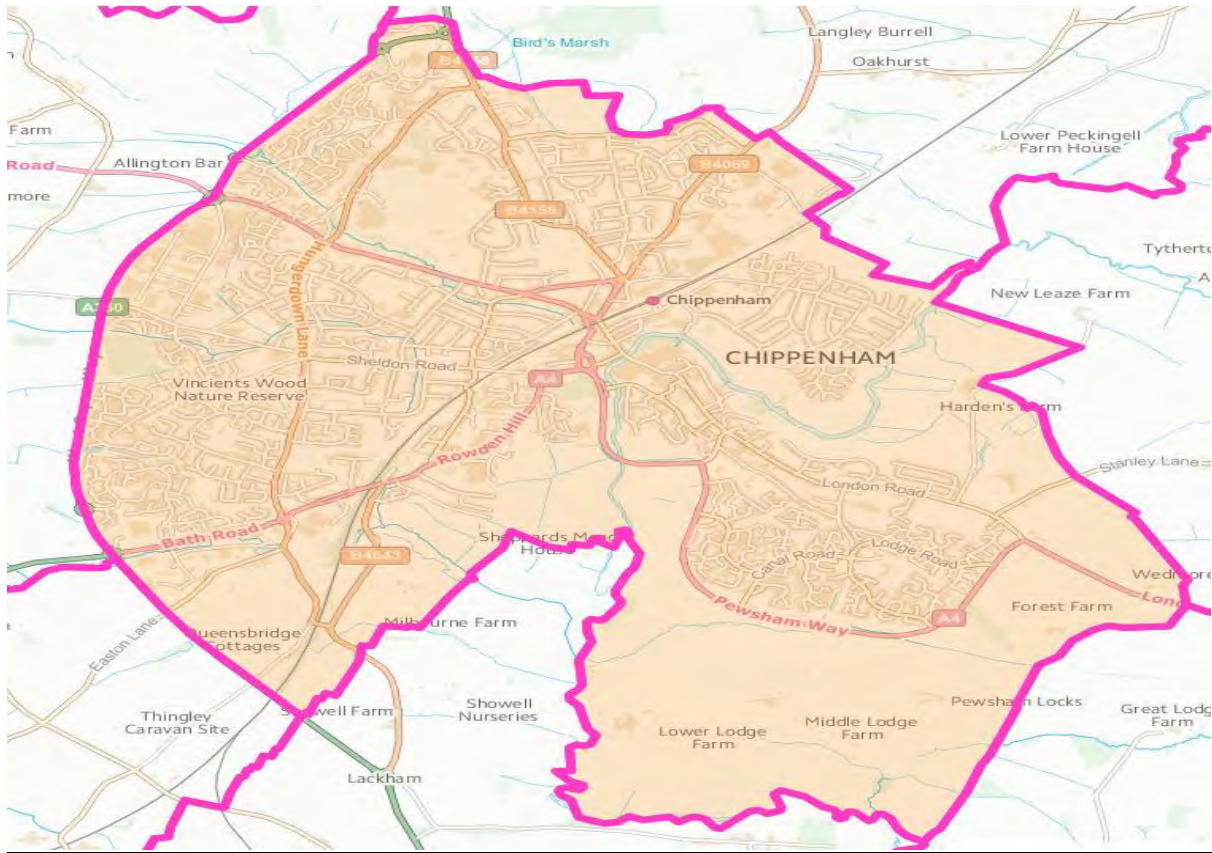 Langley Burrell
Bird's Marsh
Oakhurst
Farm
Lower Peckingell
Farm House
Allington Bar
Road
B4069
more
B4158
Hungerdown Lane
Tytherto
A
New Leaze Farm
Chippenham
CHIPPENHAM
Sheldon Road
A4
Vincients Wood
Nature Reserve
Harden's Farm
Rowden Hill
Stanley Lane
London Road
Bath Road
B4643
House
Canal Road
Lodge Road
Pewsham Way
A4
Forest Farm
Queensbridge
Cottages
Easton Lane
Milbourne Farm
Showell
Nurseries
Thingley
Caravan Site
Pewsham Locks
Lower Lodge
Farm
Middle Lodge
Farm
Great Lodg
Farm
Lackham